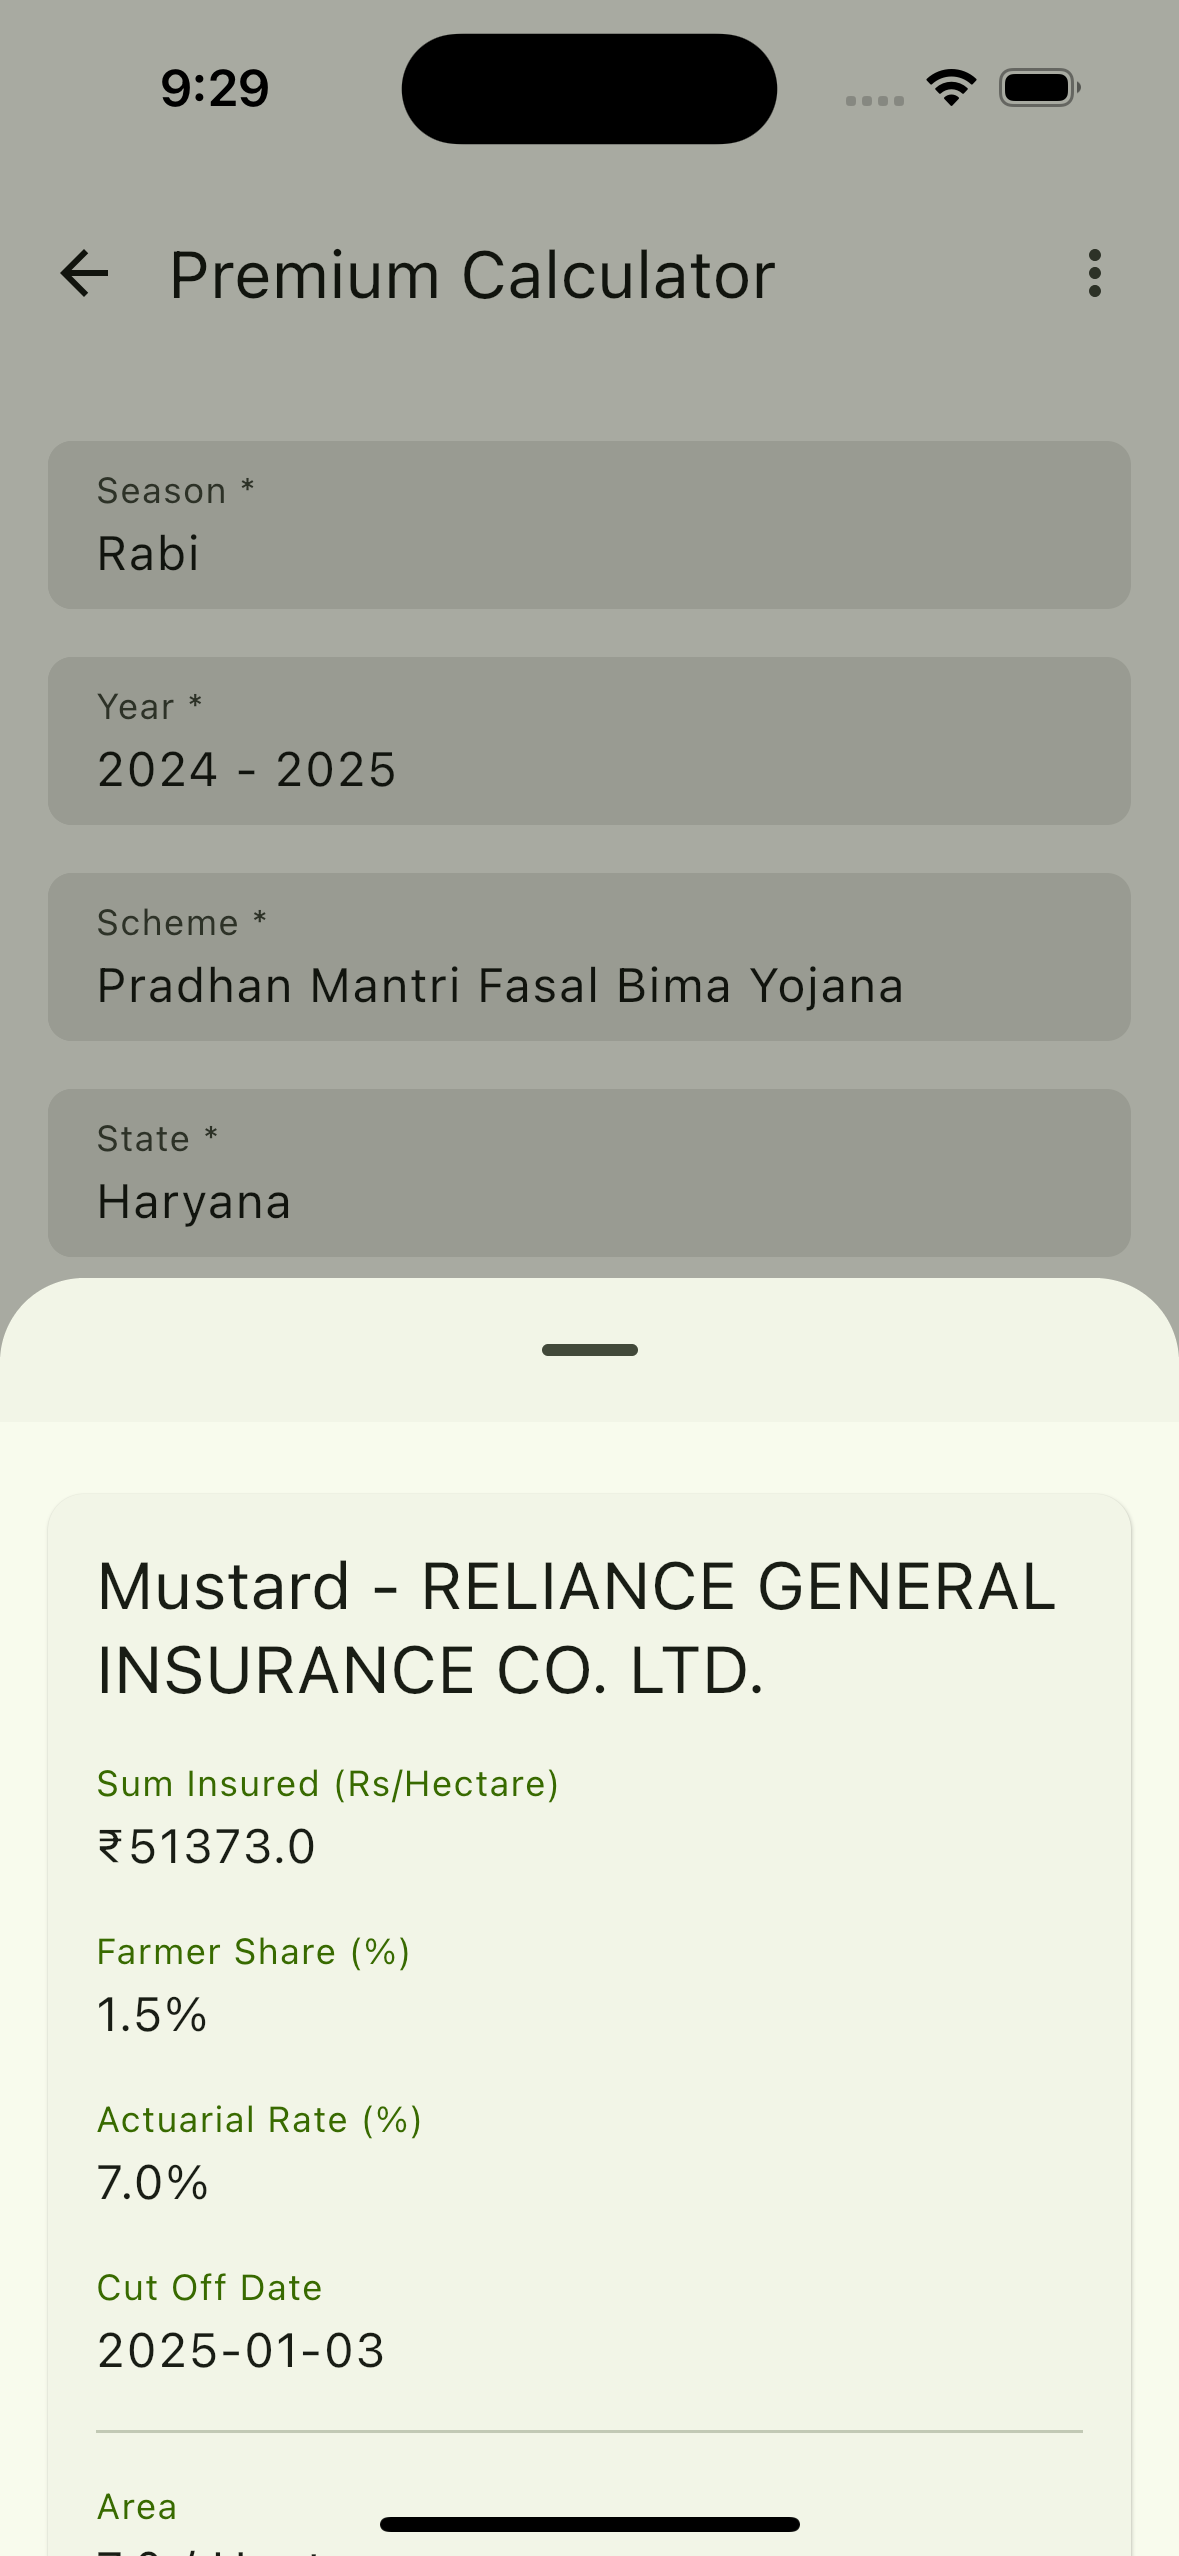 9:29
Premium Calculator
Season *
Rabi
Year *
2024 - 2025
Scheme *
Pradhan Mantri Fasal Bima Yojana
State *
Haryana
Mustard - RELIANCE GENERAL
INSURANCE CO. LTD.
Sum Insured (Rs/Hectare)
₹51373.0
Farmer Share (%)
1.5%
Actuarial Rate (%)
7.0%
Cut Off Date
2025-01-03
Area